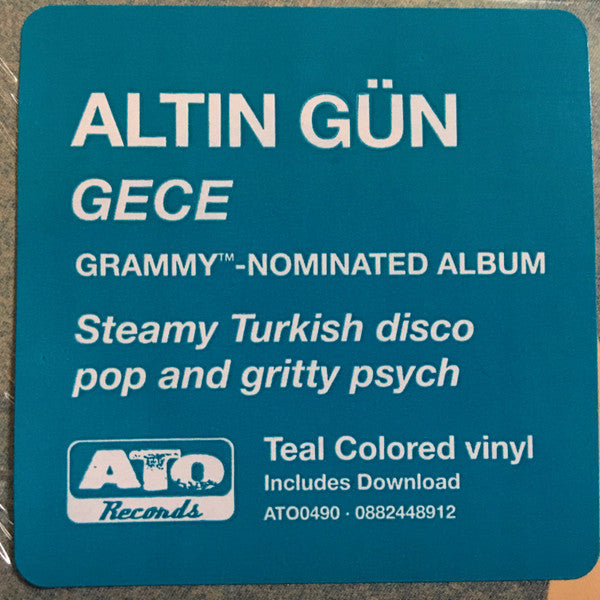 ALTIN GÜN
GECE
GRAMMY™-NOMINATED ALBUM
Steamy Turkish disco
pop and gritty psych
ATO
Records
Teal Colored vinyl
Includes Download
ATO0490 · 0882448912